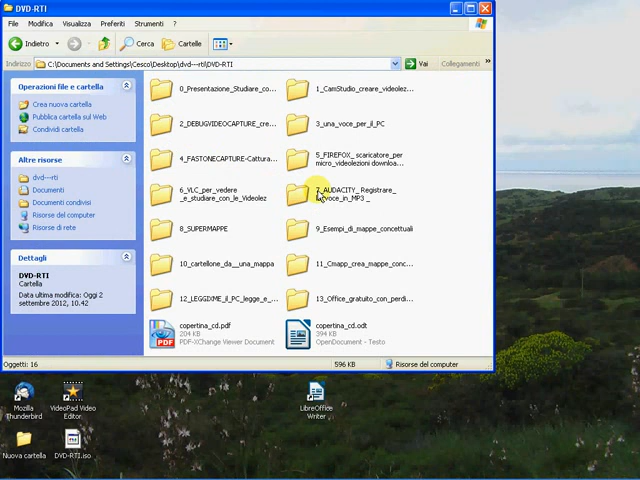 DVD-RTI
File Modifica Visualizza Preferiti Strumenti ?
Indietro Cerca Cartelle
Indirizzo C:\Documents and Settings\Cesco\Desktop\dvd---rti\DVD-RTI Vai Collegamenti »
Operazioni file e cartella
Crea nuova cartella
Pubblica cartella sul Web
Condividi cartella
Altre risorse
dvd---rti
Documenti
Documenti condivisi
Risorse del computer
Risorse di rete
Dettagli
DVD-RTI
Cartella
Data ultima modifica: Oggi 2
settembre 2012, 10.42
0_Presentazione_Studiare_co...
1_CamStudio_creare_videolez...
2_DEBUGVIDEOCAPTURE_cre...
3_una_voce_per_il_PC
4_FASTONECAPTURE-Cattura...
5_FIREFOX_ scaricatore_per
micro_videolezioni downloa...
6_VLC_per_vedere
_e_studiare_con_le_Videolez
7_AUDACITY_ Registrare_
voce_in_MP3 _
8_SUPERMAPPE
9_Esempi_di_mappe_concettuali
10_cartellone_da__una_mappa
11_Cmapp_crea_mappe_conc...
12_LEGGIXME_il_PC_legge_e_...
13_Office_gratuito_con_perdi...
copertina_cd.pdf
204 KB
PDF-XChange Viewer Document
copertina_cd.odt
394 KB
OpenDocument - Testo
Oggetti: 16 596 KB Risorse del computer
Mozilla
Thunderbird
VideoPad Video
Editor
LibreOffice
Writer
Nuova cartella
DVD-RTI.iso